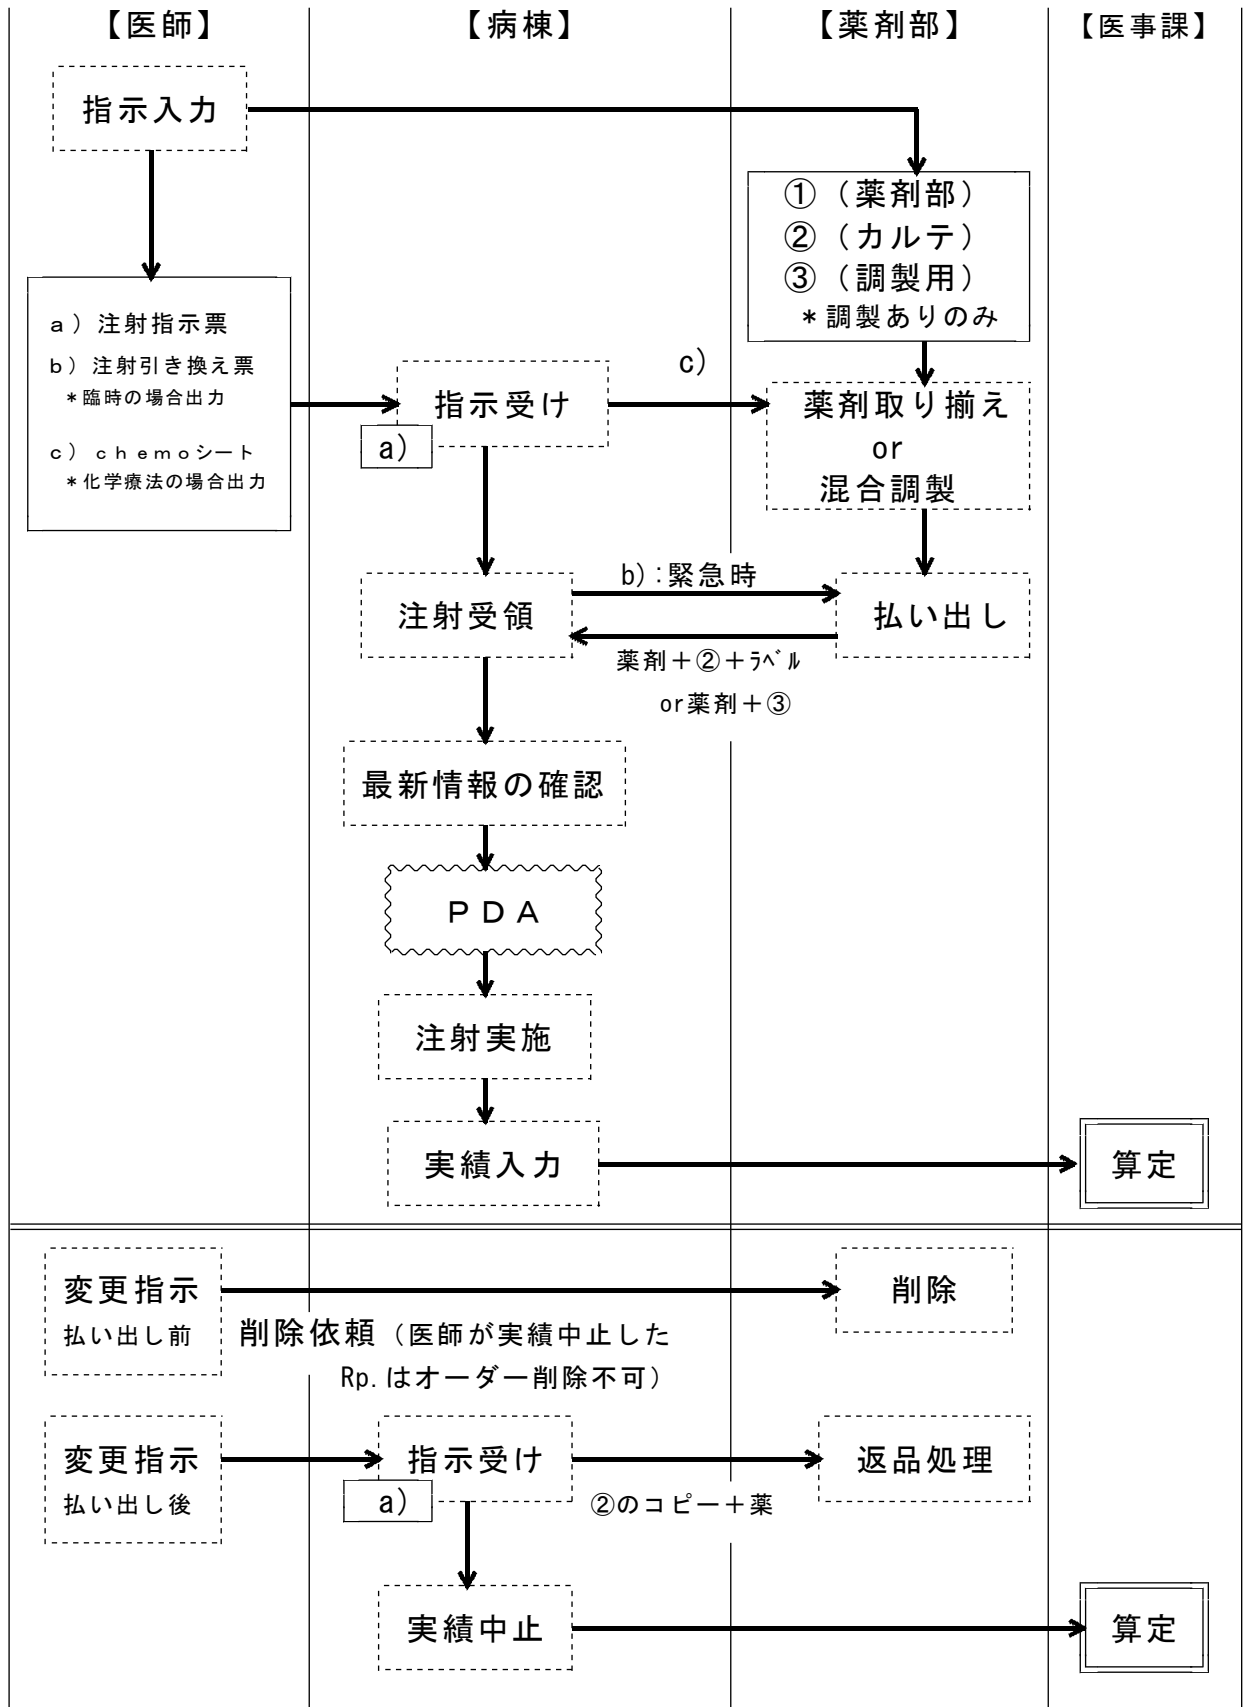 【医師】
【病棟】
【薬剤部】
【医事課】
指示入力
①（薬剤部）
②（カルテ）
③（調製用）
＊調製ありのみ
ａ）注射指示票
ｂ）注射引き換え票
＊臨時の場合出力
ｃ）ｃｈｅｍｏシート
＊化学療法の場合出力
指示受け
a）
c）
薬剤取り揃え
or
混合調製
注射受領
b）：緊急時
払い出し
薬剤＋②＋ﾗﾍﾞﾙ
or薬剤＋③
最新情報の確認
ＰＤＡ
注射実施
実績入力
算定
変更指示
払い出し前
削除
削除依頼（医師が実績中止した
Rp.はオーダー削除不可）
変更指示
払い出し後
指示受け
a）
②のコピー＋薬
返品処理
実績中止
算定